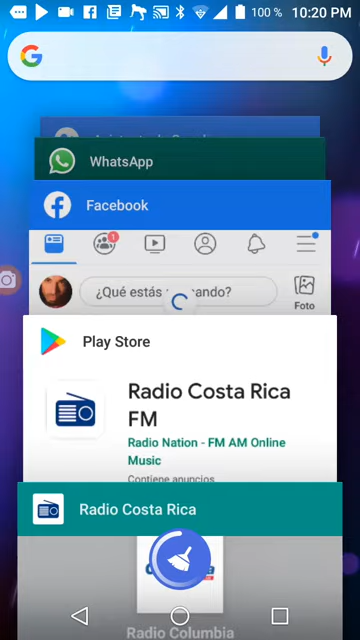 100 % 10:20 PM
WhatsApp
Facebook
1
¿Qué estás
ando?
Foto
Play Store
Radio Costa Rica
FM
Radio Nation - FM AM Online
Music
Contiene anuncios
Radio Costa Rica
Radio Columbia